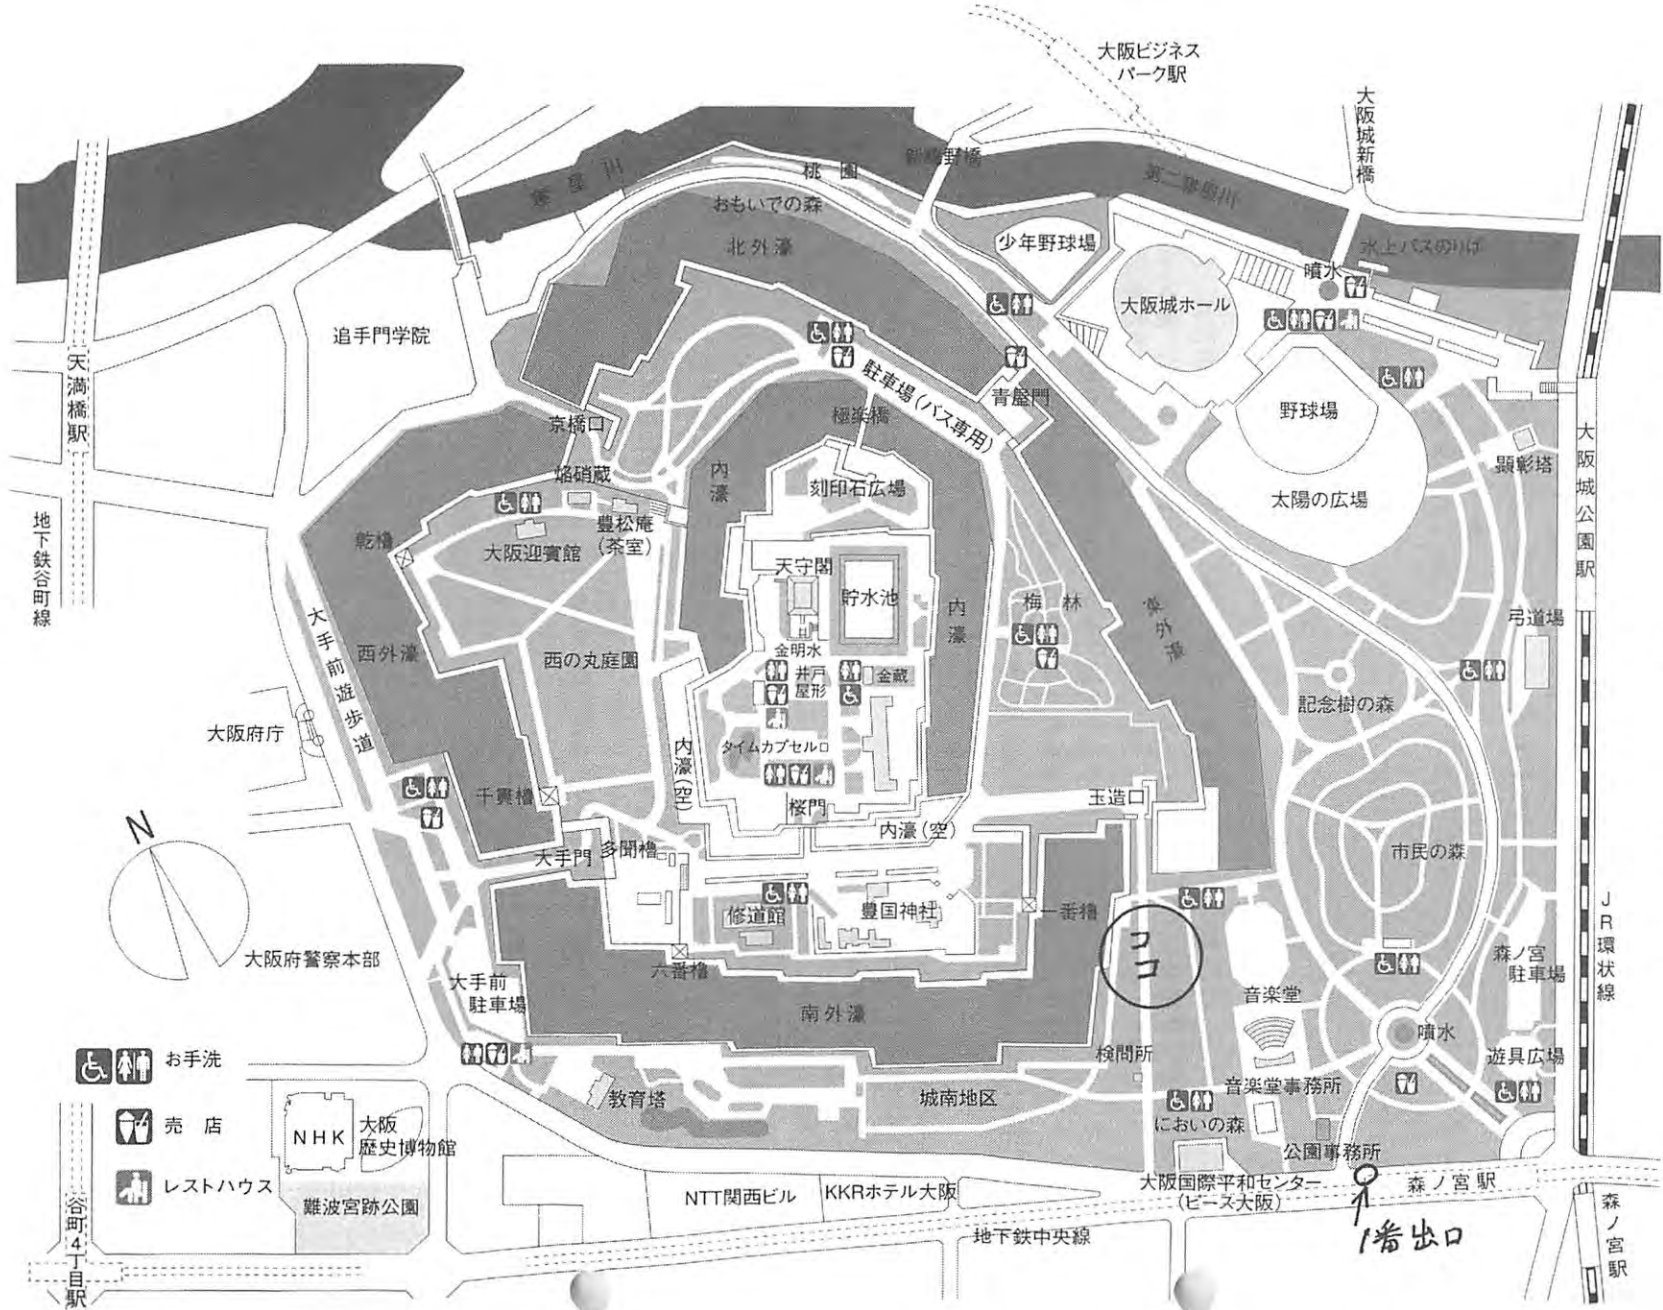 大阪ビジネス
パーク駅
大阪城新橋
新鴫野橋
桃園
第二寝屋川
おもいでの森
北外濠
少年野球場
水上バスのりば
噴水
大阪城ホール
追手門学院
天満橋駅
駐車場(バス専用)
青屋門
極楽橋
野球場
京橋口
大阪城公園駅
顕彰塔
焔硝蔵
内濠
刻印石広場
太陽の広場
地下鉄谷町線
豊松庵
(茶室)
乾櫓
大阪迎賓館
天守閣
貯水池
内濠
梅林
東外濠
弓道場
大手前遊歩道
西外濠
西の丸庭園
金明水
井戸
屋形
金蔵
記念樹の森
大阪府庁
タイムカプセル
内濠(空)
千貫櫓
桜門
玉造口
内濠(空)
N
大手門
多聞櫓
市民の森
修道館
豊国神社
一番櫓
JR環状線
大阪府警察本部
六番櫓
ココ
森ノ宮
駐車場
大手前
駐車場
音楽堂
南外濠
噴水
検問所
遊具広場
お手洗
教育塔
城南地区
音楽堂事務所
においの森
売店
NHK
大阪
歴史博物館
公園事務所
レストハウス
難波宮跡公園
NTT関西ビル
KKRホテル大阪
大阪国際平和センター
(ピース大阪)
森ノ宮駅
谷町4丁目駅
地下鉄中央線
1番出口
森ノ宮駅